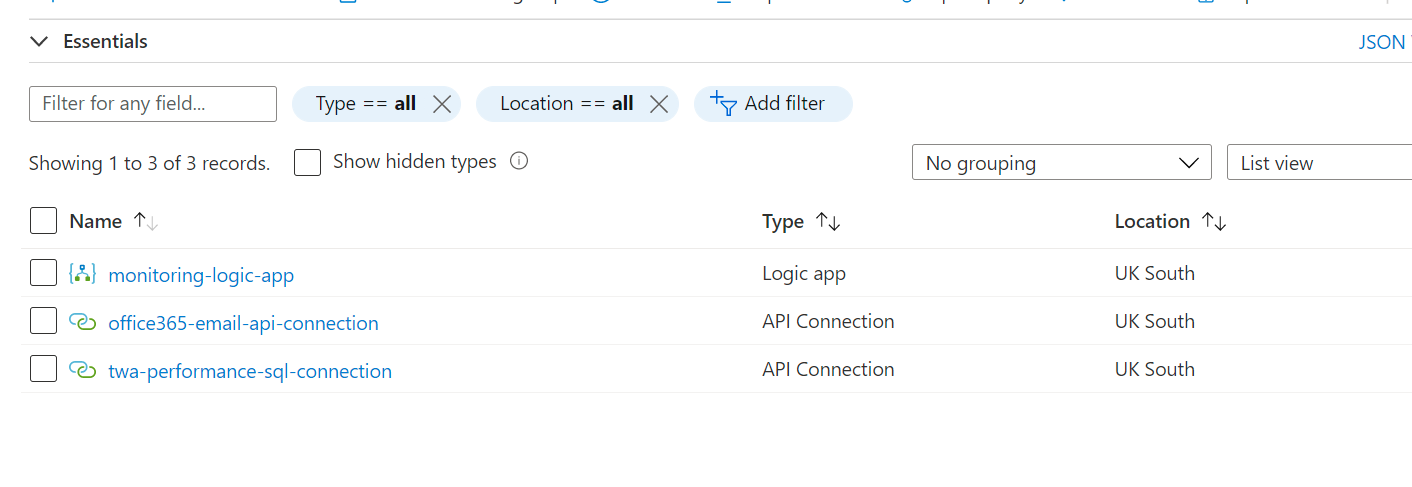 Essentials
JSON
Filter for any field...
Type == all
Location == all
Add filter
Showing 1 to 3 of 3 records.
Show hidden types
No grouping
List view
Name
Type
Location
monitoring-logic-app
Logic app
UK South
office365-email-api-connection
API Connection
UK South
twa-performance-sql-connection
API Connection
UK South